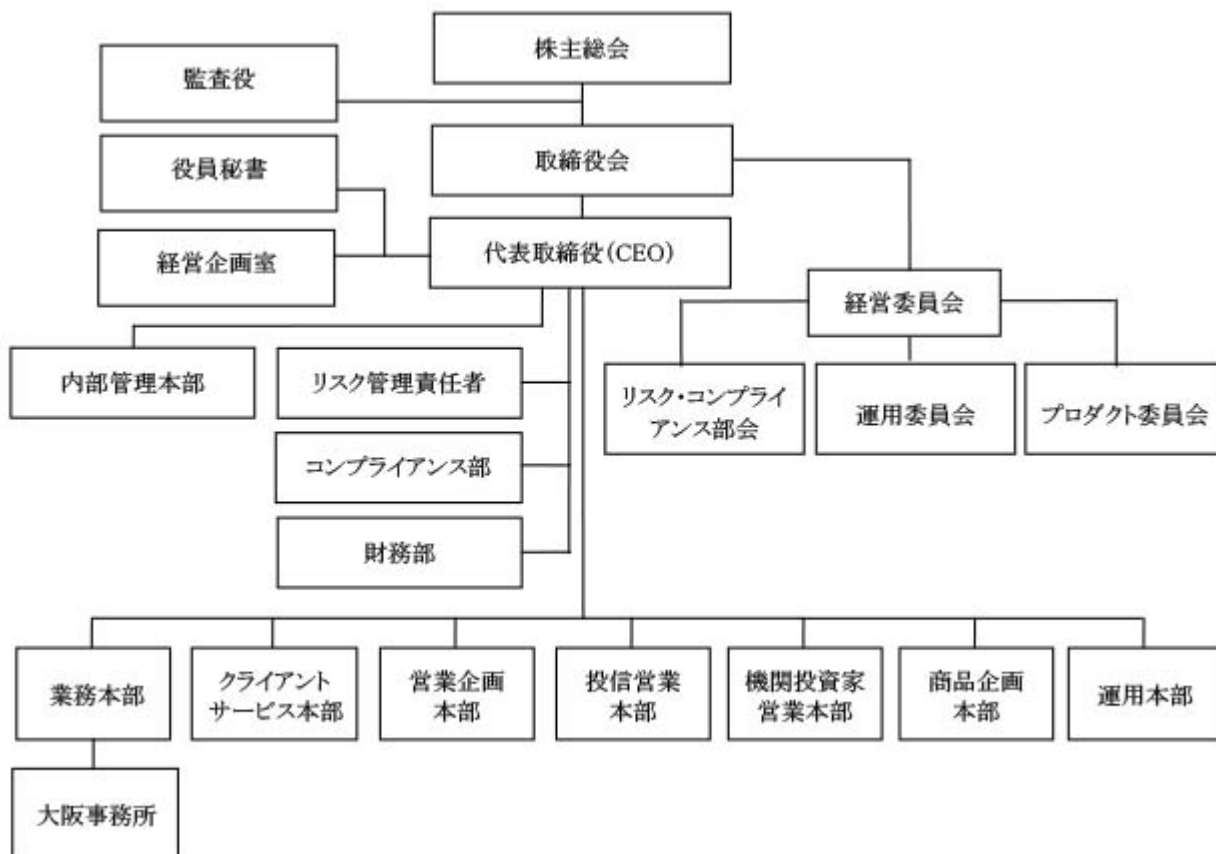 株主総会
監査役
取締役会
役員秘書
代表取締役(CEO)
経営企画室
経営委員会
内部管理本部
リスク管理責任者
リスク・コンプライ
アンス部会
運用委員会
プロダクト委員会
コンプライアンス部
財務部
業務本部
クライアント
サービス本部
営業企画
本部
投信営業
本部
機関投資家
営業本部
商品企画
本部
運用本部
大阪事務所